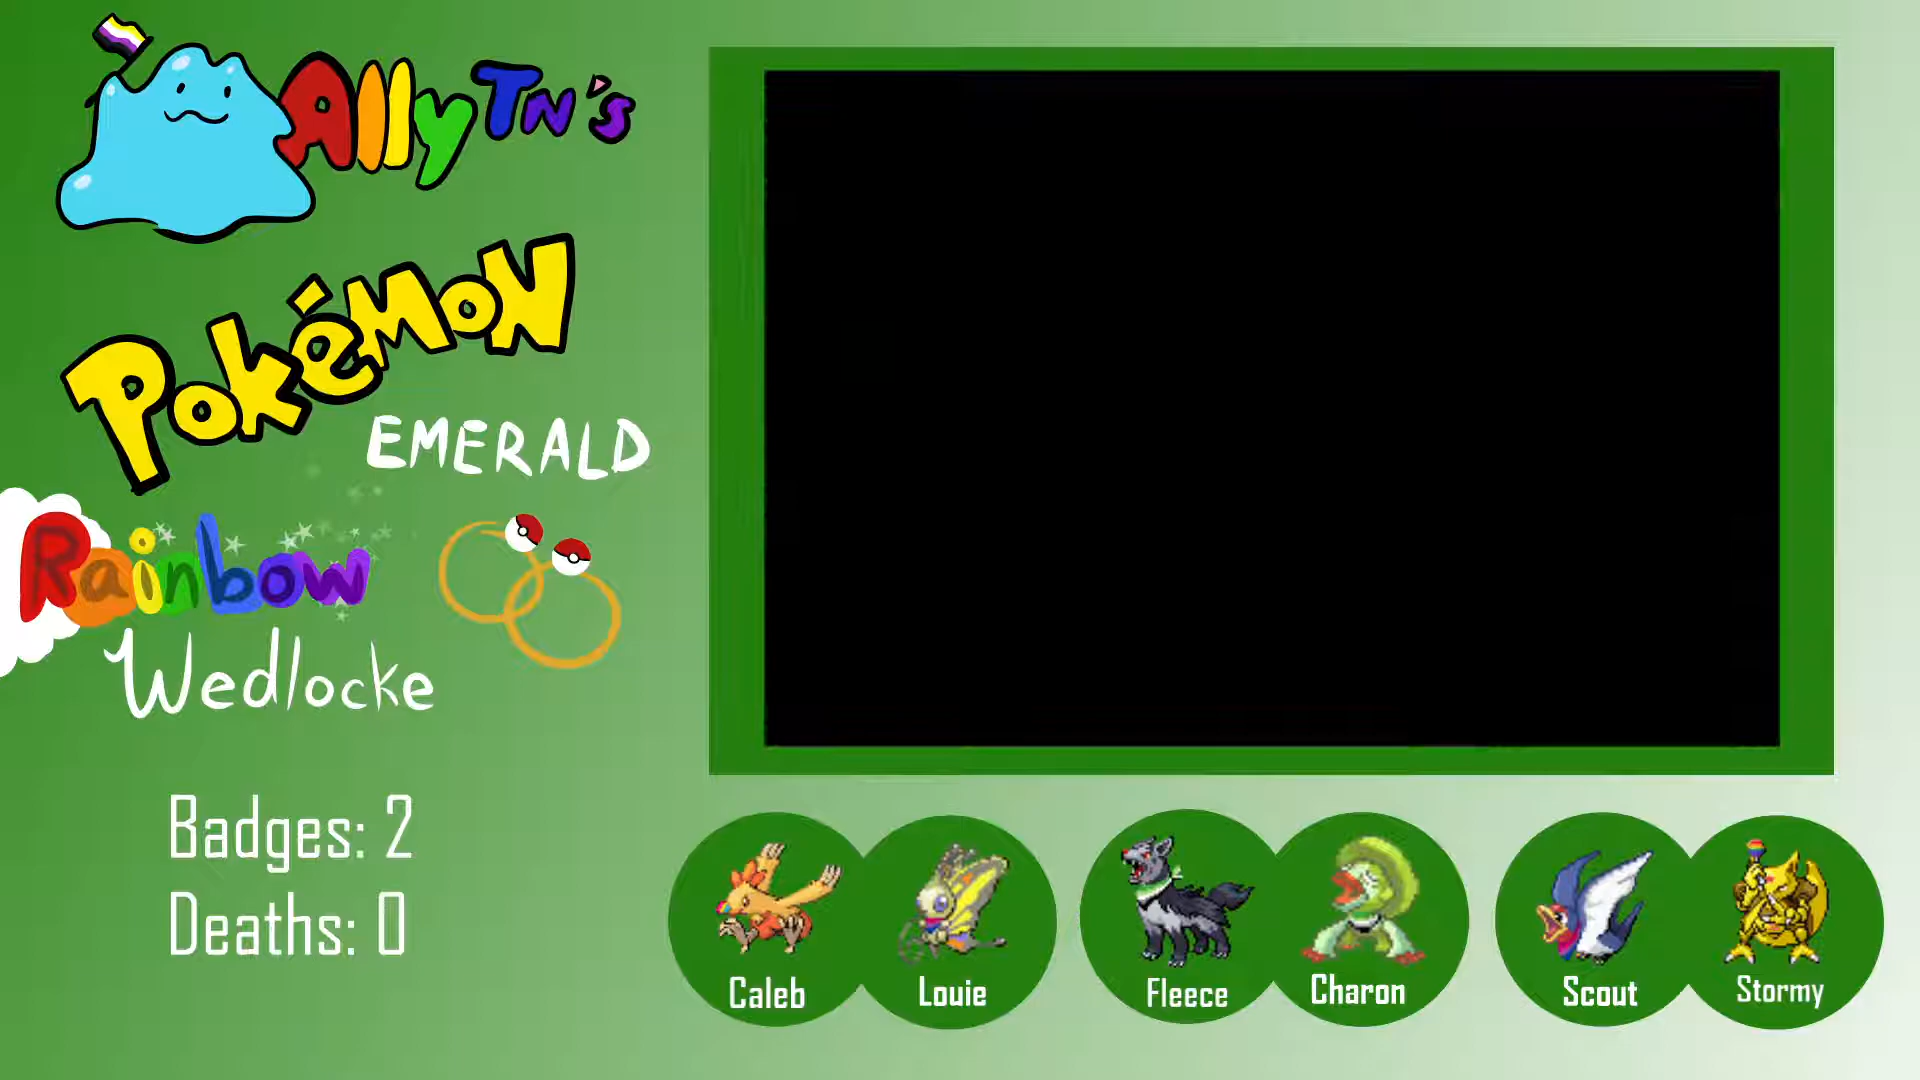 AllyTN's
Pokémon
EMERALD
Rainbow
Wedlocke
Badges: 2
Deaths: 0
Caleb
Louie
Fleece
Charon
Scout
Stormy